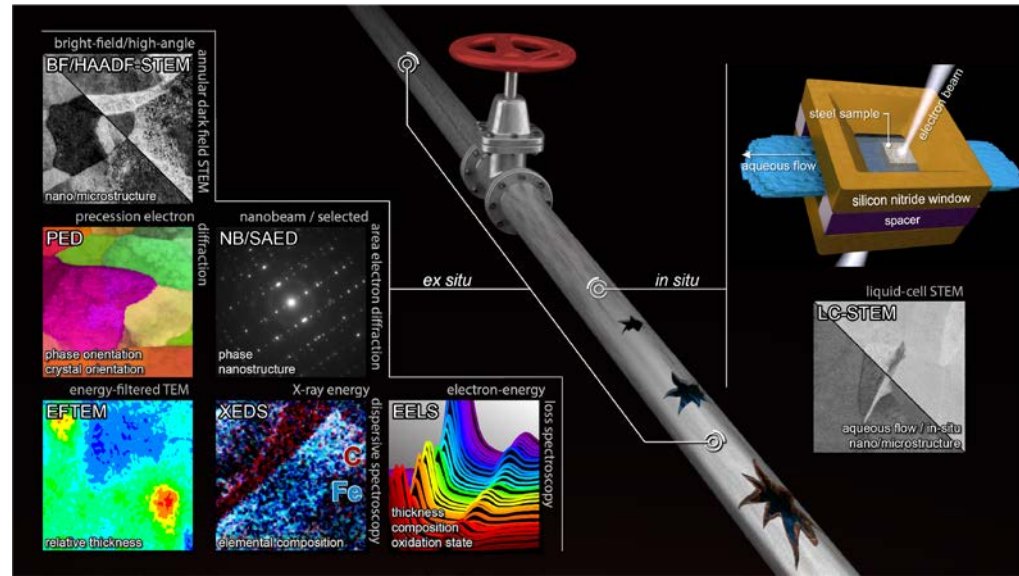 bright-field/high-angle
BF/HAADF-STEM
annular dark field STEM
nano/microstructure
precession electron
diffraction
PED
phase orientation
crystal orientation
nanobeam / selected
area electron diffraction
NB/SAED
phase
nanostructure
energy-filtered TEM
EFTEM
relative thickness
X-ray energy
dispersive spectroscopy
XEDS
C
Fe
elemental composition
electron-energy
loss spectroscopy
EELS
thickness
composition
oxidation state
ex situ
in situ
electron beam
steel sample
aqueous flow
silicon nitride window
spacer
liquid-cell STEM
LC-STEM
aqueous flow / in-situ
nano/microstructure